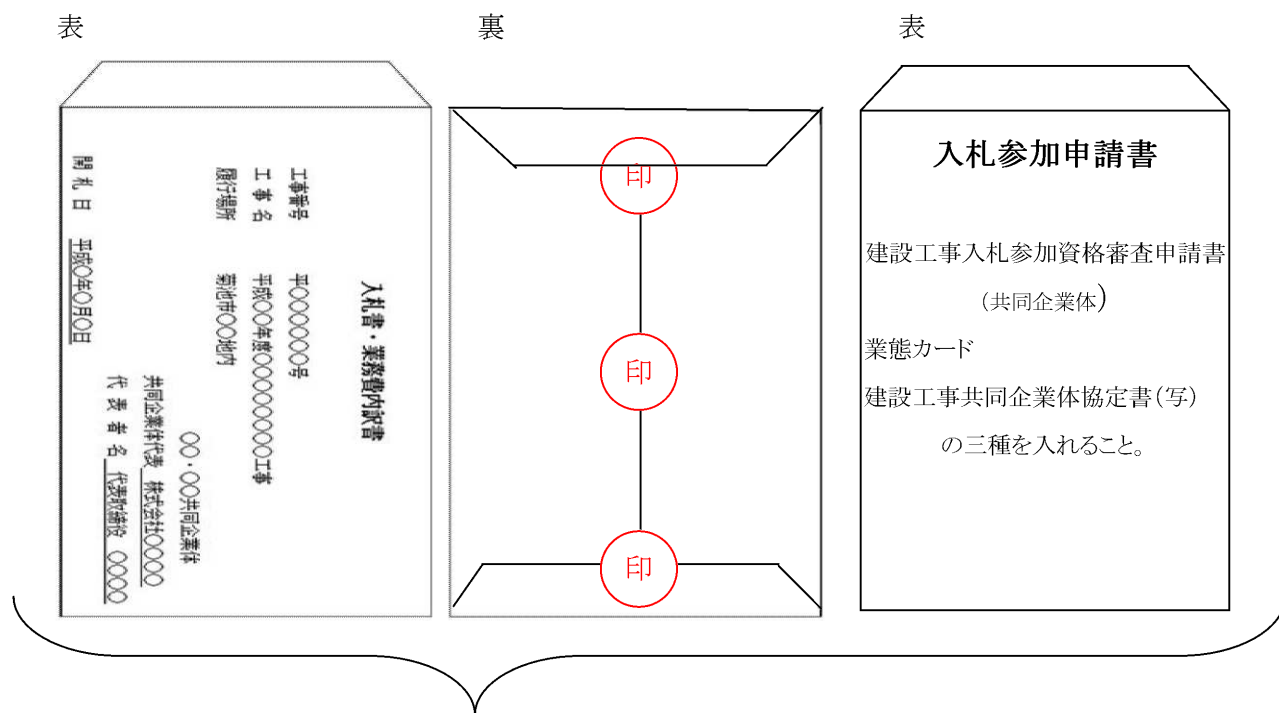 表
入札書・業務費内訳書
工事番号 平〇〇〇〇〇〇号
工事名 平成〇〇年度〇〇〇〇〇〇〇〇〇工事
履行場所 菊池市〇〇地内
〇〇・〇〇共同企業体
共同企業体代表 株式会社〇〇〇〇
代表者名 代表取締役 〇〇〇〇
開札日 平成〇年〇月〇日
裏
印
印
印
表
入札参加申請書
建設工事入札参加資格審査申請書
(共同企業体)
業態カード
建設工事共同企業体協定書(写)
の三種を入れること。